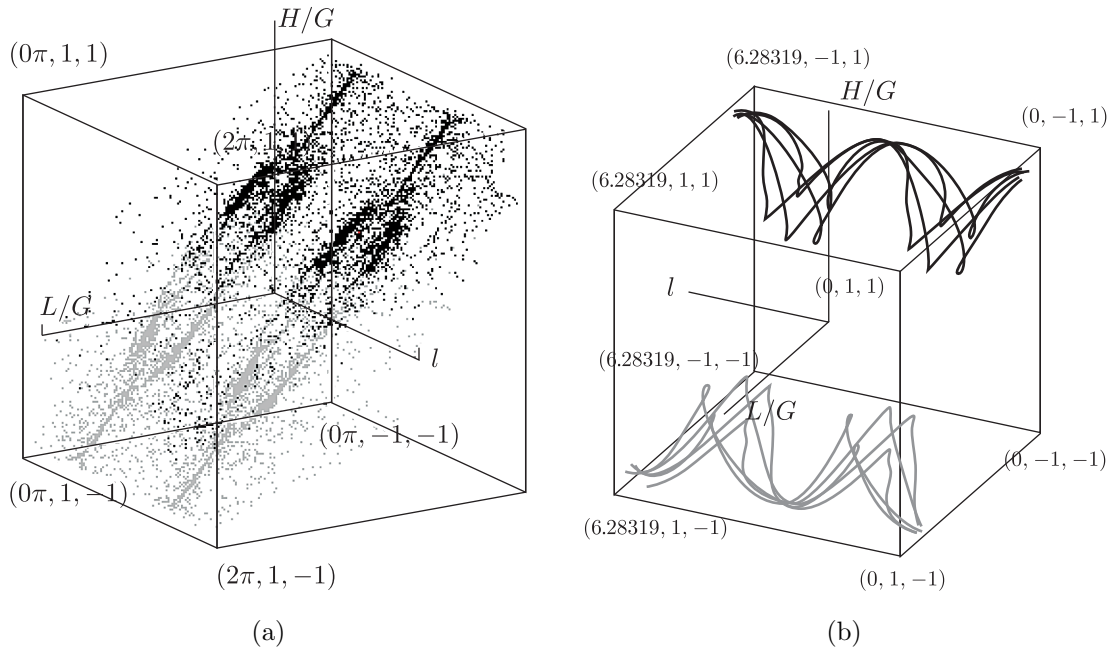 H/G
(0π, 1, 1)
(2π, 1, 1)
L/G
l
(0π, −1, −1)
(0π, 1, −1)
(2π, 1, −1)
(a)
(6.28319, −1, 1)
H/G
(0, −1, 1)
(6.28319, 1, 1)
(0, 1, 1)
l
(6.28319, −1, −1)
L/G
(0, −1, −1)
(6.28319, 1, −1)
(0, 1, −1)
(b)